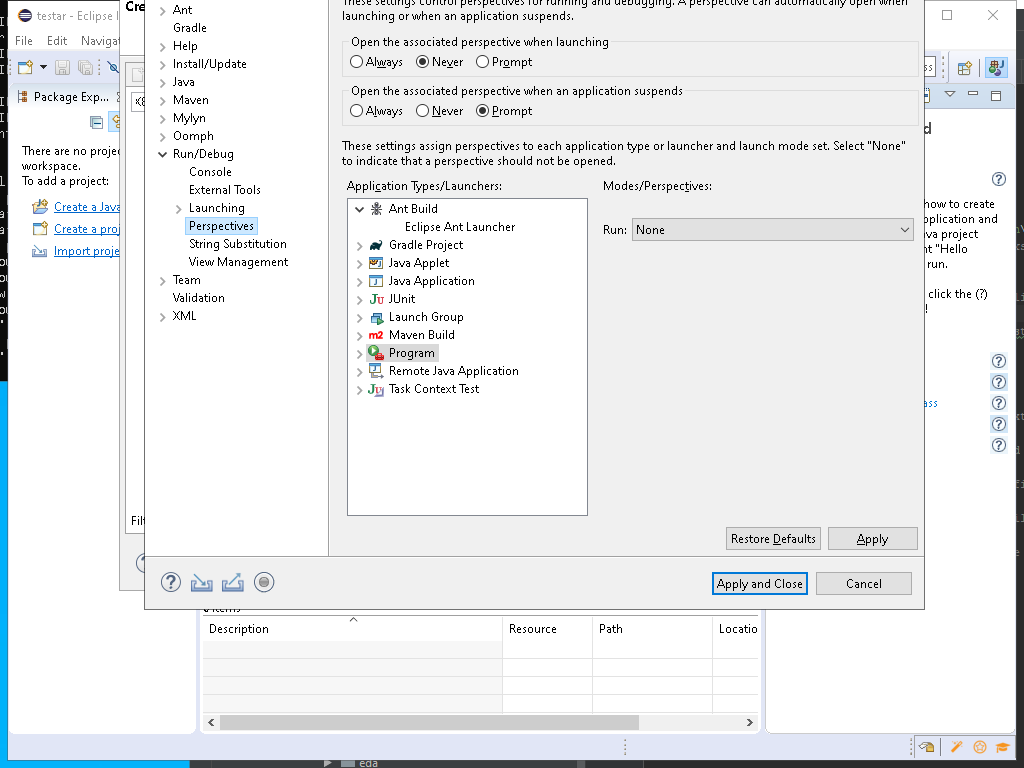 testar - Eclipse I
File Edit Navigat
Package Exp...
There are no proje
workspace.
To add a project:
Create a Java
Create a proj
Import proje
Cre
Filt
Ant
Gradle
Help
Install/Update
Java
Maven
Mylyn
Oomph
Run/Debug
Console
External Tools
Launching
Perspectives
String Substitution
View Management
Team
Validation
XML
These settings control perspectives for running and debugging. A perspective can automatically open when
launching or when an application suspends.
Open the associated perspective when launching
Always Never Prompt
Open the associated perspective when an application suspends
Always Never Prompt
These settings assign perspectives to each application type or launcher and launch mode set. Select "None"
to indicate that a perspective should not be opened.
Application Types/Launchers:
Modes/Perspectives:
Ant Build
Eclipse Ant Launcher
Gradle Project
Java Applet
Java Application
JUnit
Launch Group
Maven Build
Program
Remote Java Application
Task Context Test
Run: None
Restore Defaults Apply
Apply and Close Cancel
how to create
pplication and
va project
nt "Hello
run.
click the (?)
!
ass
Description Resource Path Locatio
eda